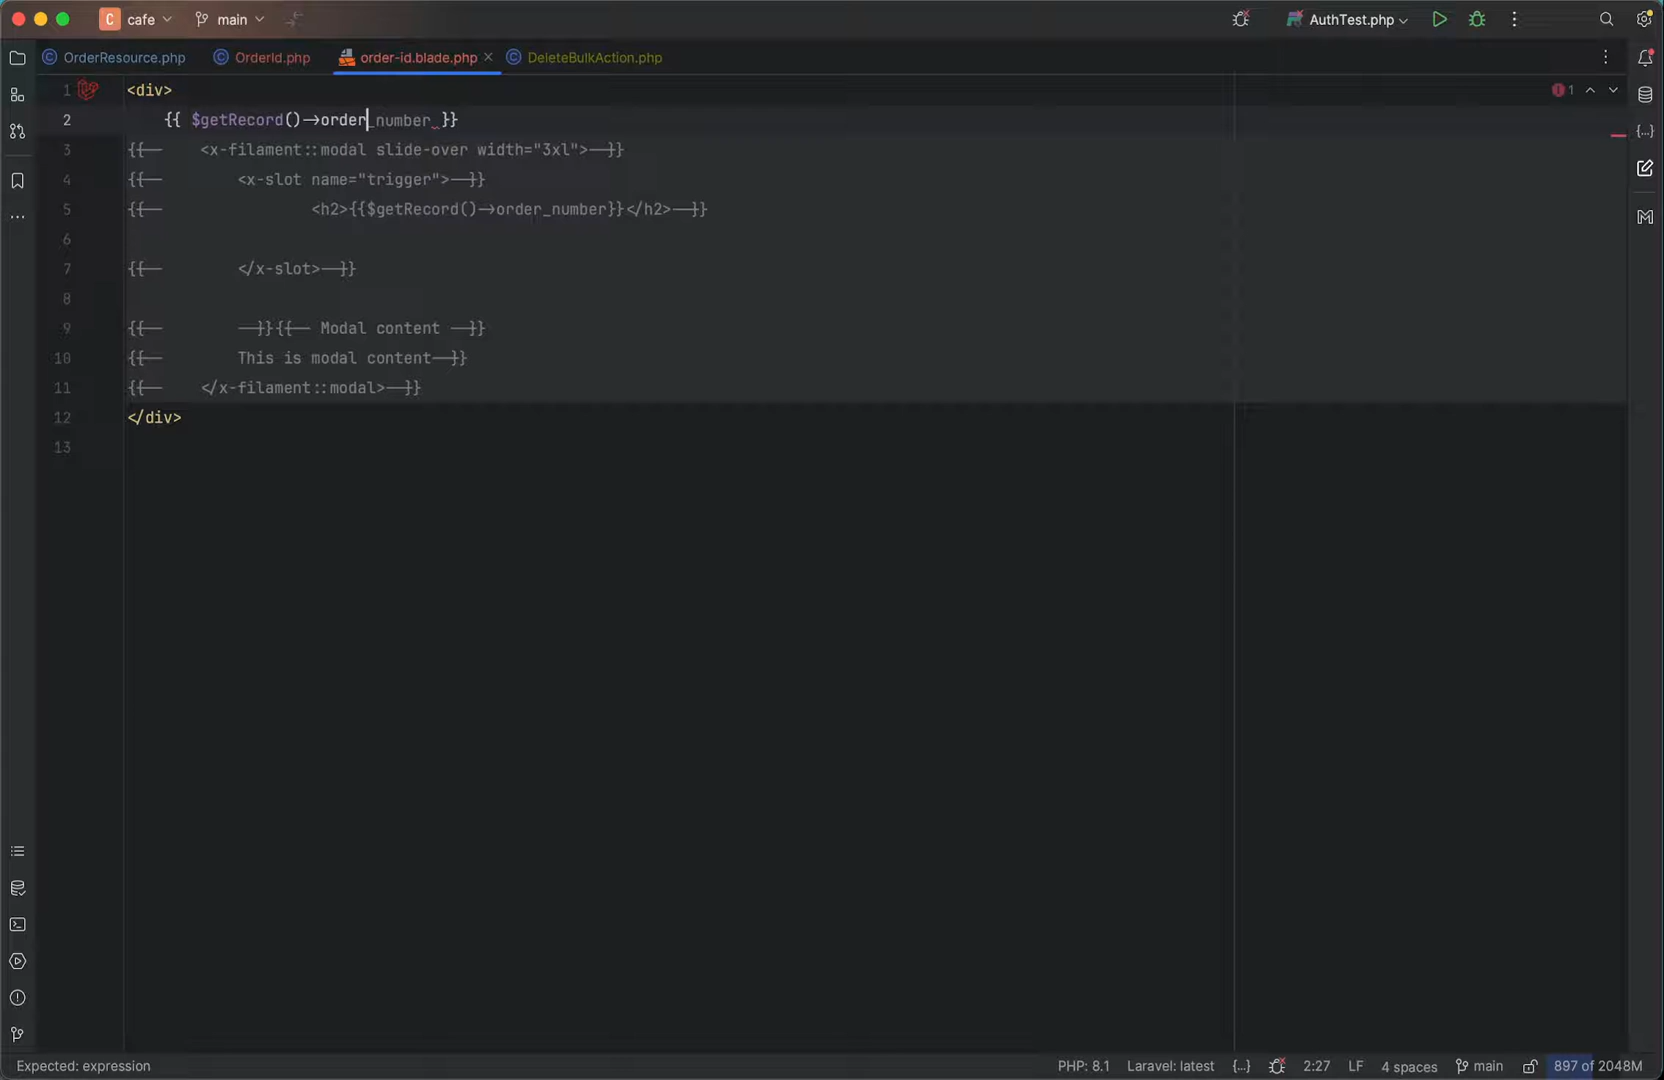 C cafe main AuthTest.php
OrderResource.php OrderId.php order-id.blade.php DeleteBulkAction.php
1 <div> 1
2 {{ $getRecord()->order_number }}
3 {{-- <x-filament::modal slide-over width="3xl">--}}
4 {{-- <x-slot name="trigger">--}}
5 {{-- <h2>{{$getRecord()->order_number}}</h2>--}}
6
7 {{-- </x-slot>--}}
8
9 {{-- --}}{{-- Modal content --}}
10 {{-- This is modal content--}}
11 {{-- </x-filament::modal>--}}
12 </div>
13
Expected: expression PHP: 8.1 Laravel: latest {...} 2:27 LF 4 spaces main 897 of 2048M